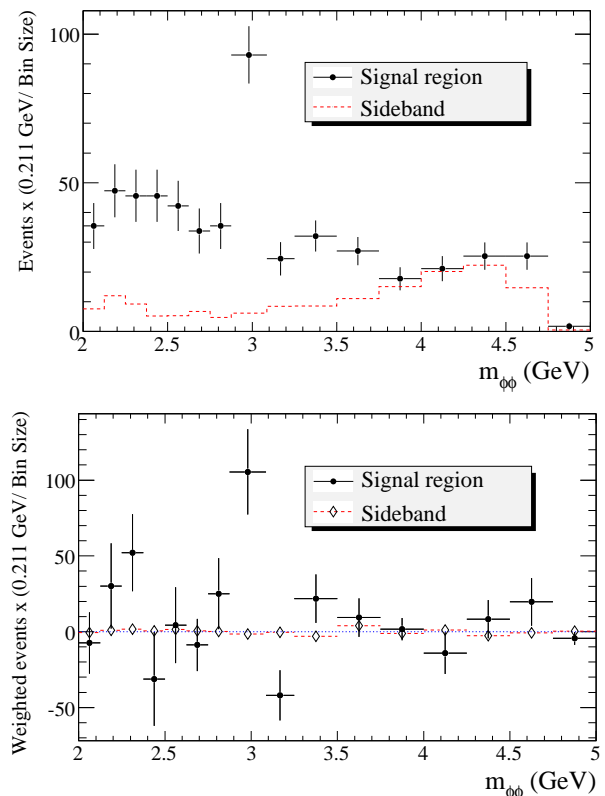 Events x (0.211 GeV/ Bin Size)
100
50
0
Signal region
Sideband
2 2.5 3 3.5 4 4.5 5
m_ϕϕ (GeV)
Weighted events x (0.211 GeV/ Bin Size)
100
50
0
-50
Signal region
Sideband
2 2.5 3 3.5 4 4.5 5
m_ϕϕ (GeV)